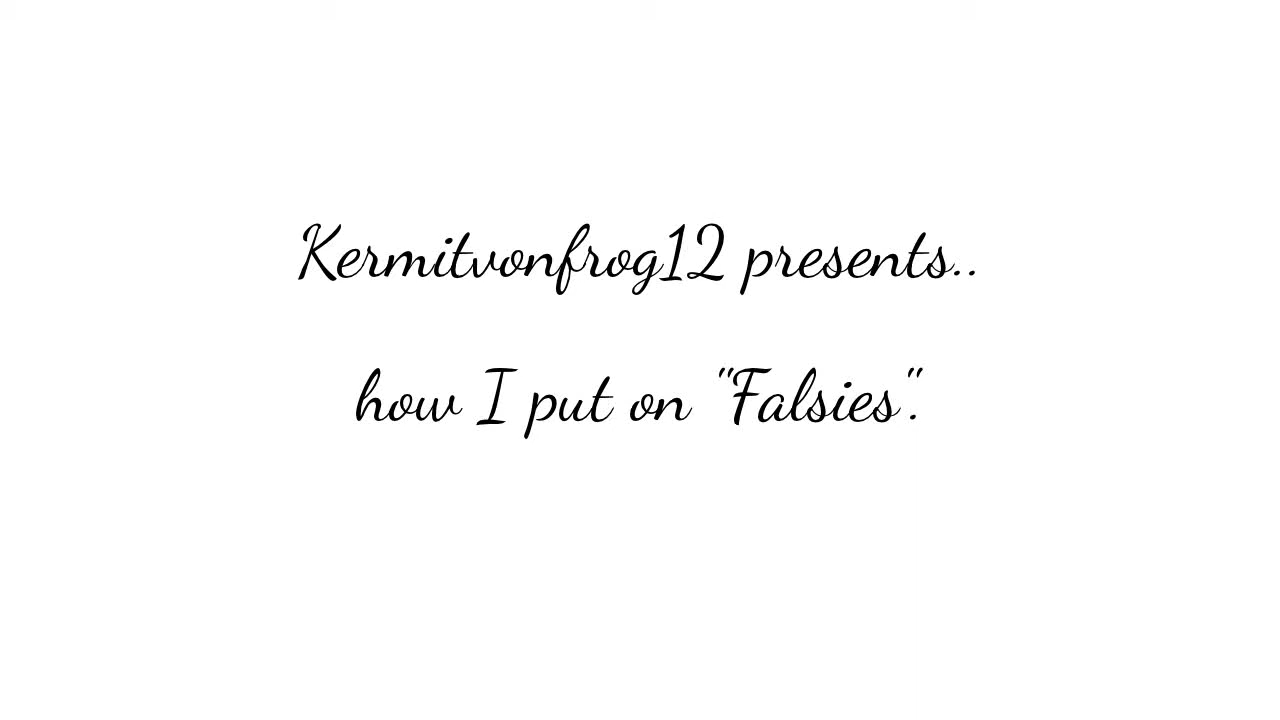 Kermitvonfrog12 presents..
how I put on "Falsies".